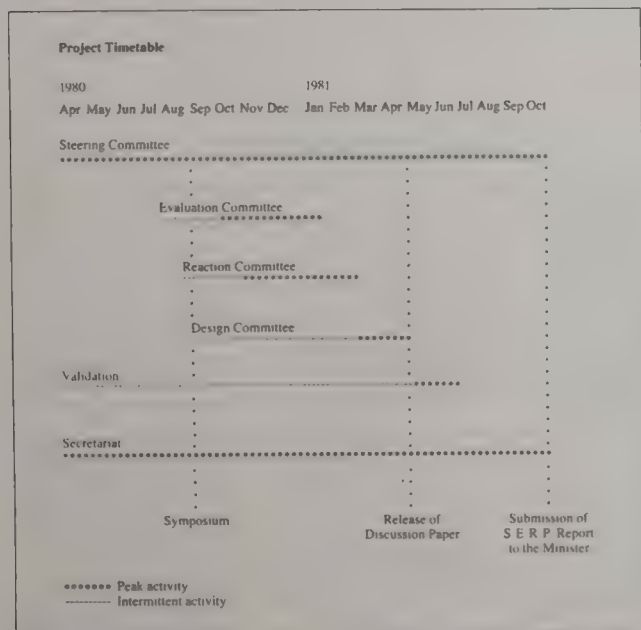 Project Timetable
1980 1981
Apr May Jun Jul Aug Sep Oct Nov Dec Jan Feb Mar Apr May Jun Jul Aug Sep Oct
Steering Committee
Evaluation Committee
Reaction Committee
Design Committee
Validation
Secretariat
Symposium
Release of
Discussion Paper
Submission of
S E R P Report
to the Minister
Peak activity
Intermittent activity